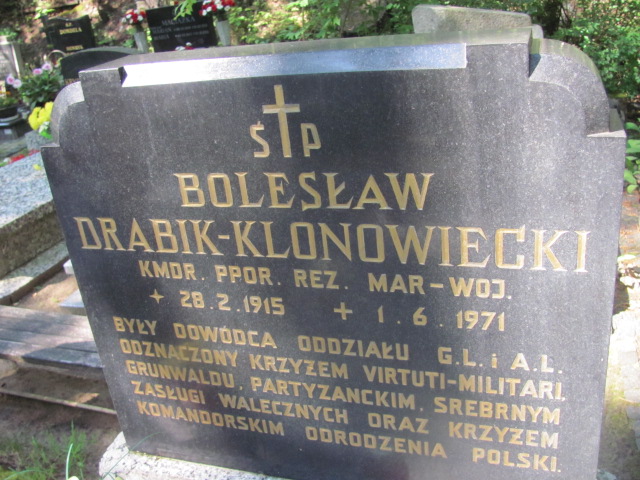 Ś P
BOLESŁAW
DRABIK-KLONOWIECKI
KMDR. PPOR. REZ. MAR-WOJ.
28.2.1915 1.6.1971
BYŁY DOWÓDCA ODDZIAŁU G.L. i A.L.
ODZNACZONY KRZYŻEM VIRTUTI-MILITARI,
GRUNWALDU, PARTYZANCKIM, SREBRNYM
ZASŁUGI WALECZNYCH ORAZ KRZYŻEM
KOMANDORSKIM ODRODZENIA POLSKI.